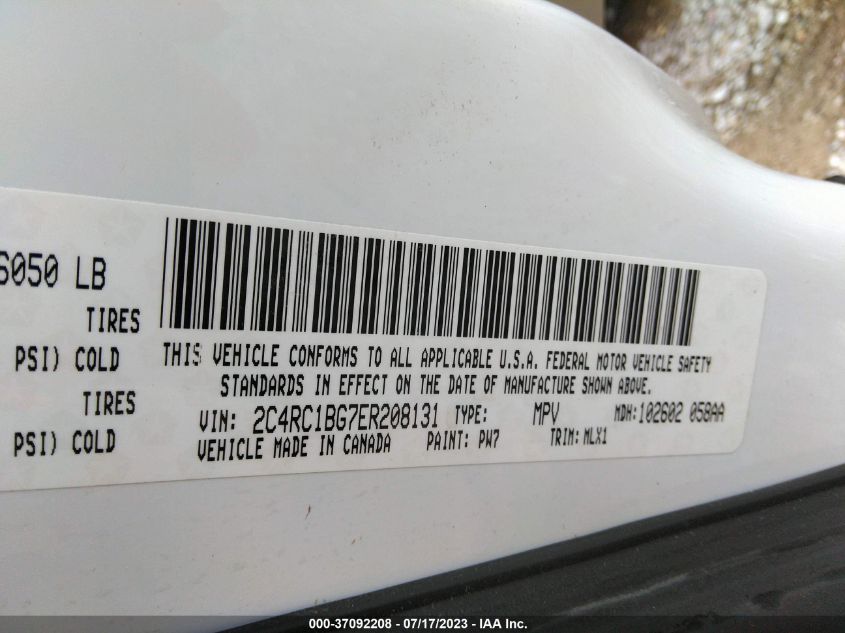 6050 LB
TIRES
PSI) COLD
TIRES
PSI) COLD
THIS VEHICLE CONFORMS TO ALL APPLICABLE U.S.A. FEDERAL MOTOR VEHICLE SAFETY
STANDARDS IN EFFECT ON THE DATE OF MANUFACTURE SHOWN ABOVE.
VIN: 2C4RC1BG7ER208131 TYPE: MPV MDH:102602 058AA
VEHICLE MADE IN CANADA PAINT: PW7 TRIM: MLX1
000-37092208 - 07/17/2023 - IAA Inc.